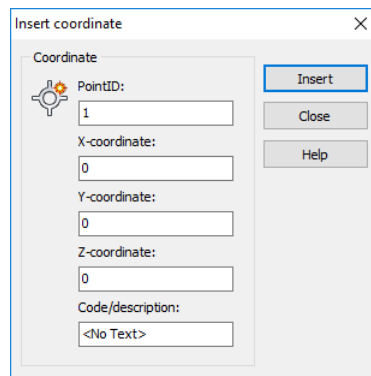 Insert coordinate
Coordinate
PointID:
1
X-coordinate:
0
Y-coordinate:
0
Z-coordinate:
0
Code/description:
<No Text>
Insert
Close
Help